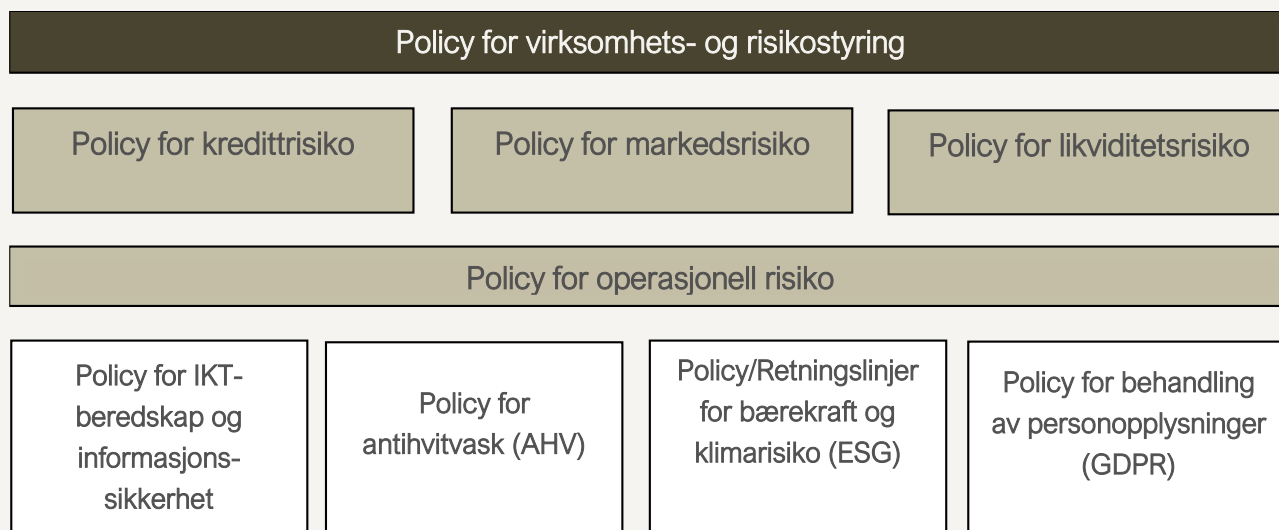 Policy for virksomhets- og risikostyring
Policy for kredittrisiko
Policy for markedsrisiko
Policy for likviditetsrisiko
Policy for operasjonell risiko
Policy for IKT-
beredskap og
informasjons-
sikkerhet
Policy for
antihvitvask (AHV)
Policy/Retningslinjer
for bærekraft og
klimarisiko (ESG)
Policy for behandling
av personopplysninger
(GDPR)